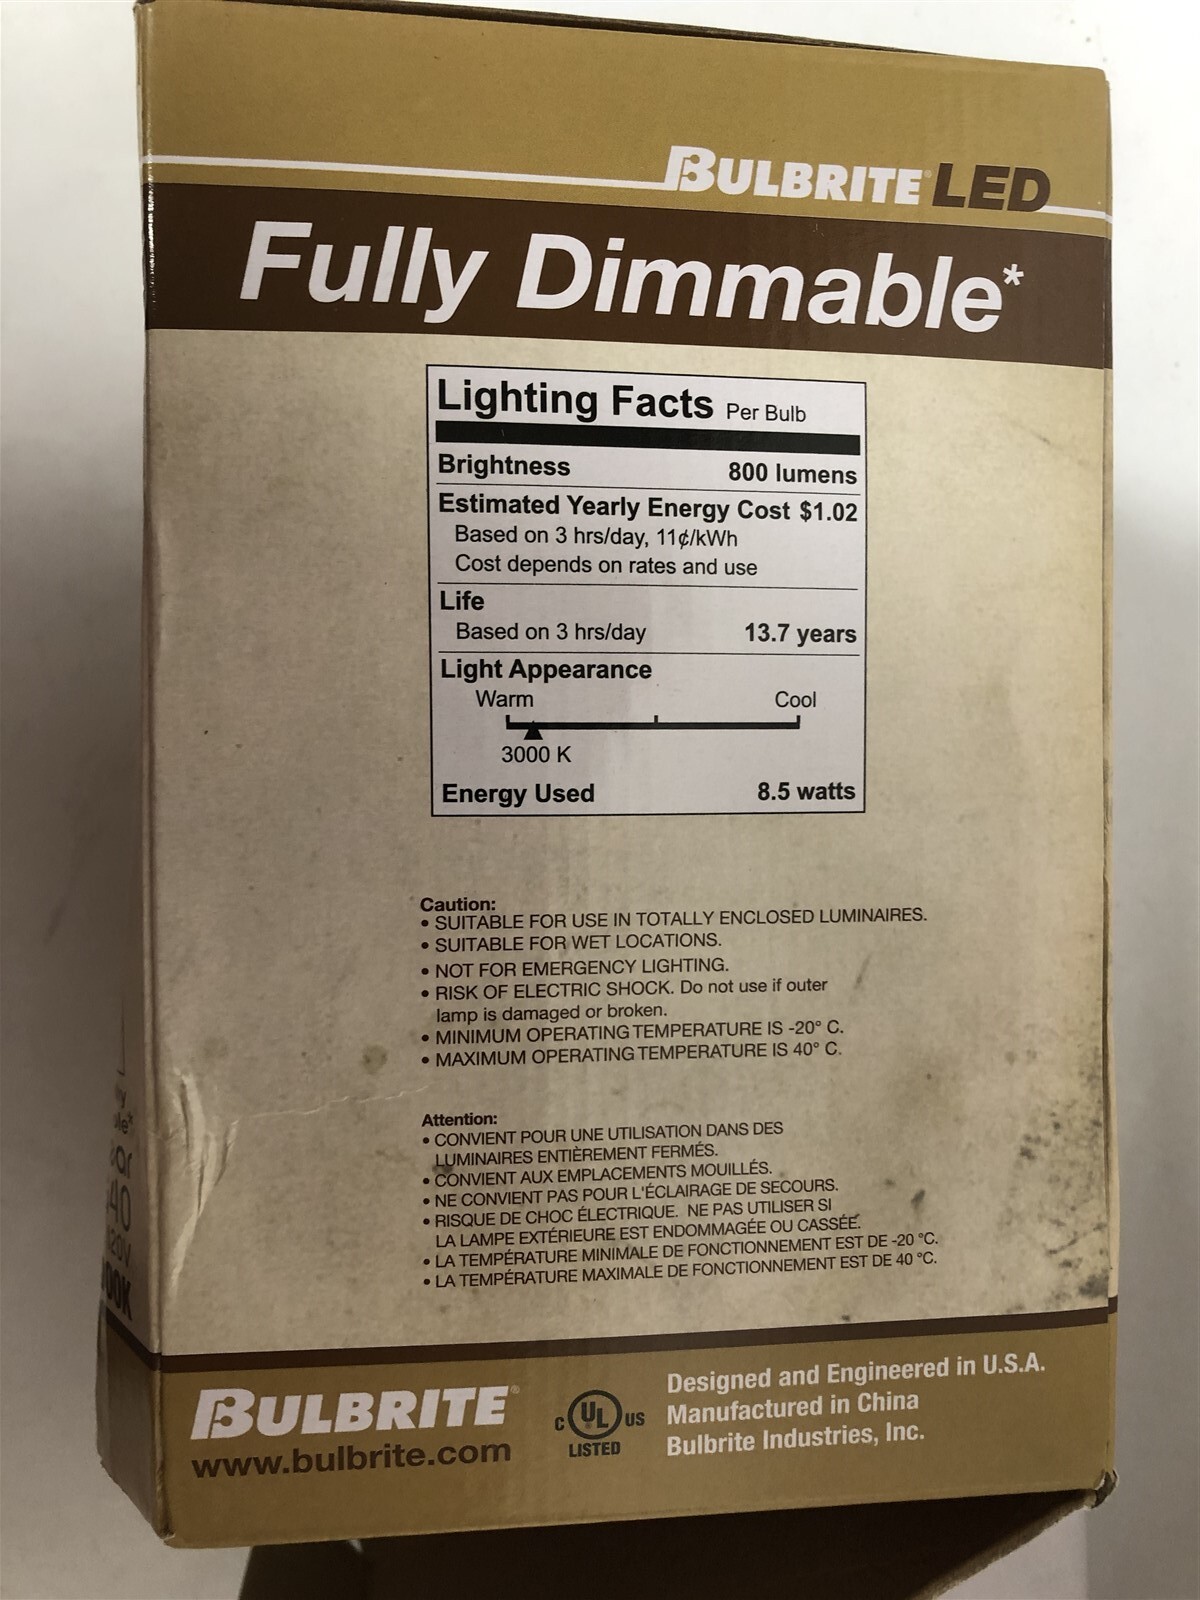 BULBRITE® LED
Fully Dimmable*
Lighting Facts Per Bulb
Brightness 800 lumens
Estimated Yearly Energy Cost $1.02
Based on 3 hrs/day, 11¢/kWh
Cost depends on rates and use
Life
Based on 3 hrs/day 13.7 years
Light Appearance
Warm Cool
3000 K
Energy Used 8.5 watts
Caution:
• SUITABLE FOR USE IN TOTALLY ENCLOSED LUMINAIRES.
• SUITABLE FOR WET LOCATIONS.
• NOT FOR EMERGENCY LIGHTING.
• RISK OF ELECTRIC SHOCK. Do not use if outer
lamp is damaged or broken.
• MINIMUM OPERATING TEMPERATURE IS -20° C.
• MAXIMUM OPERATING TEMPERATURE IS 40° C.
Attention:
• CONVIENT POUR UNE UTILISATION DANS DES
LUMINAIRES ENTIÈREMENT FERMÉS.
• CONVIENT AUX EMPLACEMENTS MOUILLÉS.
• NE CONVIENT PAS POUR L'ÉCLAIRAGE DE SECOURS.
• RISQUE DE CHOC ÉLECTRIQUE. NE PAS UTILISER SI
LA LAMPE EXTÉRIEURE EST ENDOMMAGÉE OU CASSÉE.
• LA TEMPÉRATURE MINIMALE DE FONCTIONNEMENT EST DE -20 °C.
• LA TEMPÉRATURE MAXIMALE DE FONCTIONNEMENT EST DE 40 °C.
BULBRITE®
www.bulbrite.com
C UL US
LISTED
Designed and Engineered in U.S.A.
Manufactured in China
Bulbrite Industries, Inc.